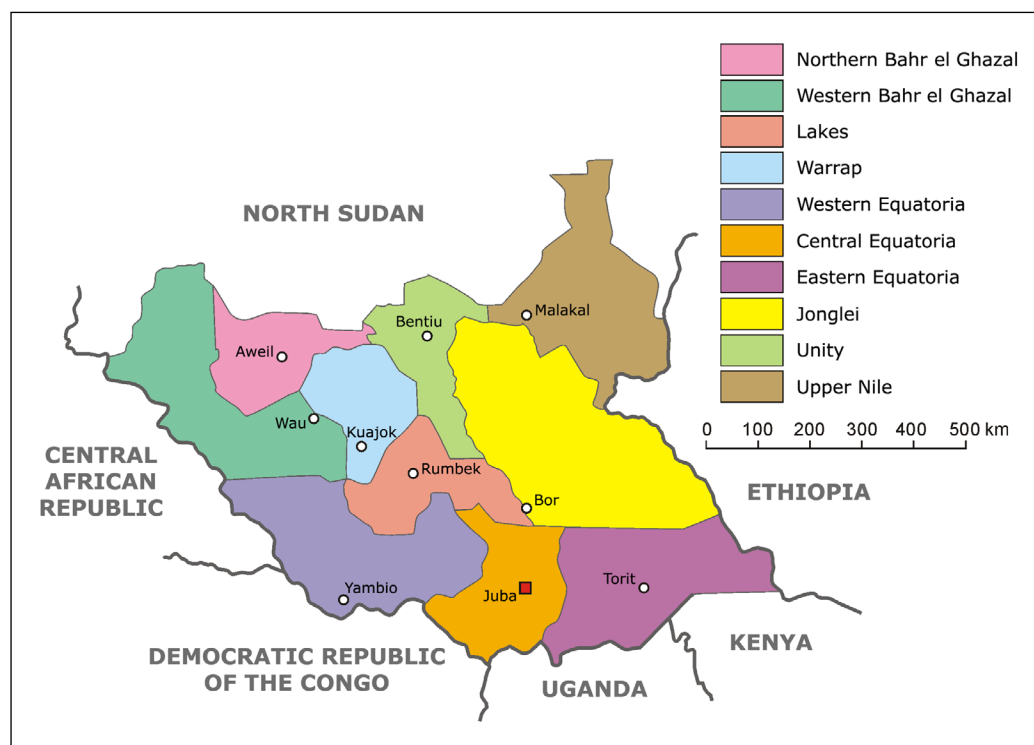 Northern Bahr el Ghazal
Western Bahr el Ghazal
Lakes
Warrap
Western Equatoria
Central Equatoria
Eastern Equatoria
Jonglei
Unity
Upper Nile
0 100 200 300 400 500 km
NORTH SUDAN
Malakal
Bentiu
Aweil
Wau
Kuajok
Rumbek
Bor
CENTRAL
AFRICAN
REPUBLIC
ETHIOPIA
Yambio
Juba
Torit
DEMOCRATIC REPUBLIC
OF THE CONGO
UGANDA
KENYA